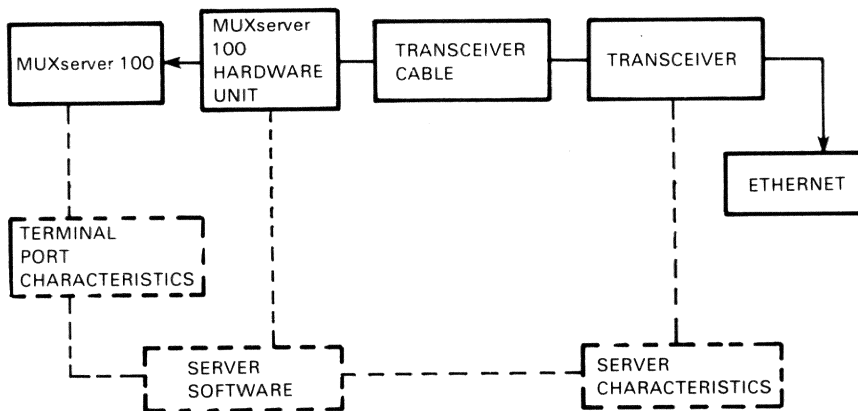 MUXserver 100
MUXserver
100
HARDWARE
UNIT
TRANSCEIVER
CABLE
TRANSCEIVER
ETHERNET
TERMINAL
PORT
CHARACTERISTICS
SERVER
SOFTWARE
SERVER
CHARACTERISTICS